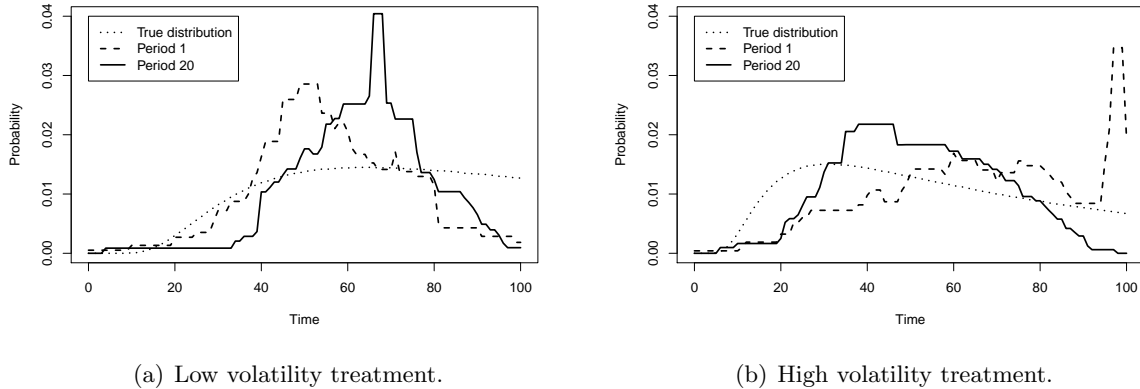 0.00 0.01 0.02 0.03 0.04
Probability
True distribution
Period 1
Period 20
0 20 40 60 80 100
Time
(a) Low volatility treatment.
0.00 0.01 0.02 0.03 0.04
Probability
True distribution
Period 1
Period 20
0 20 40 60 80 100
Time
(b) High volatility treatment.